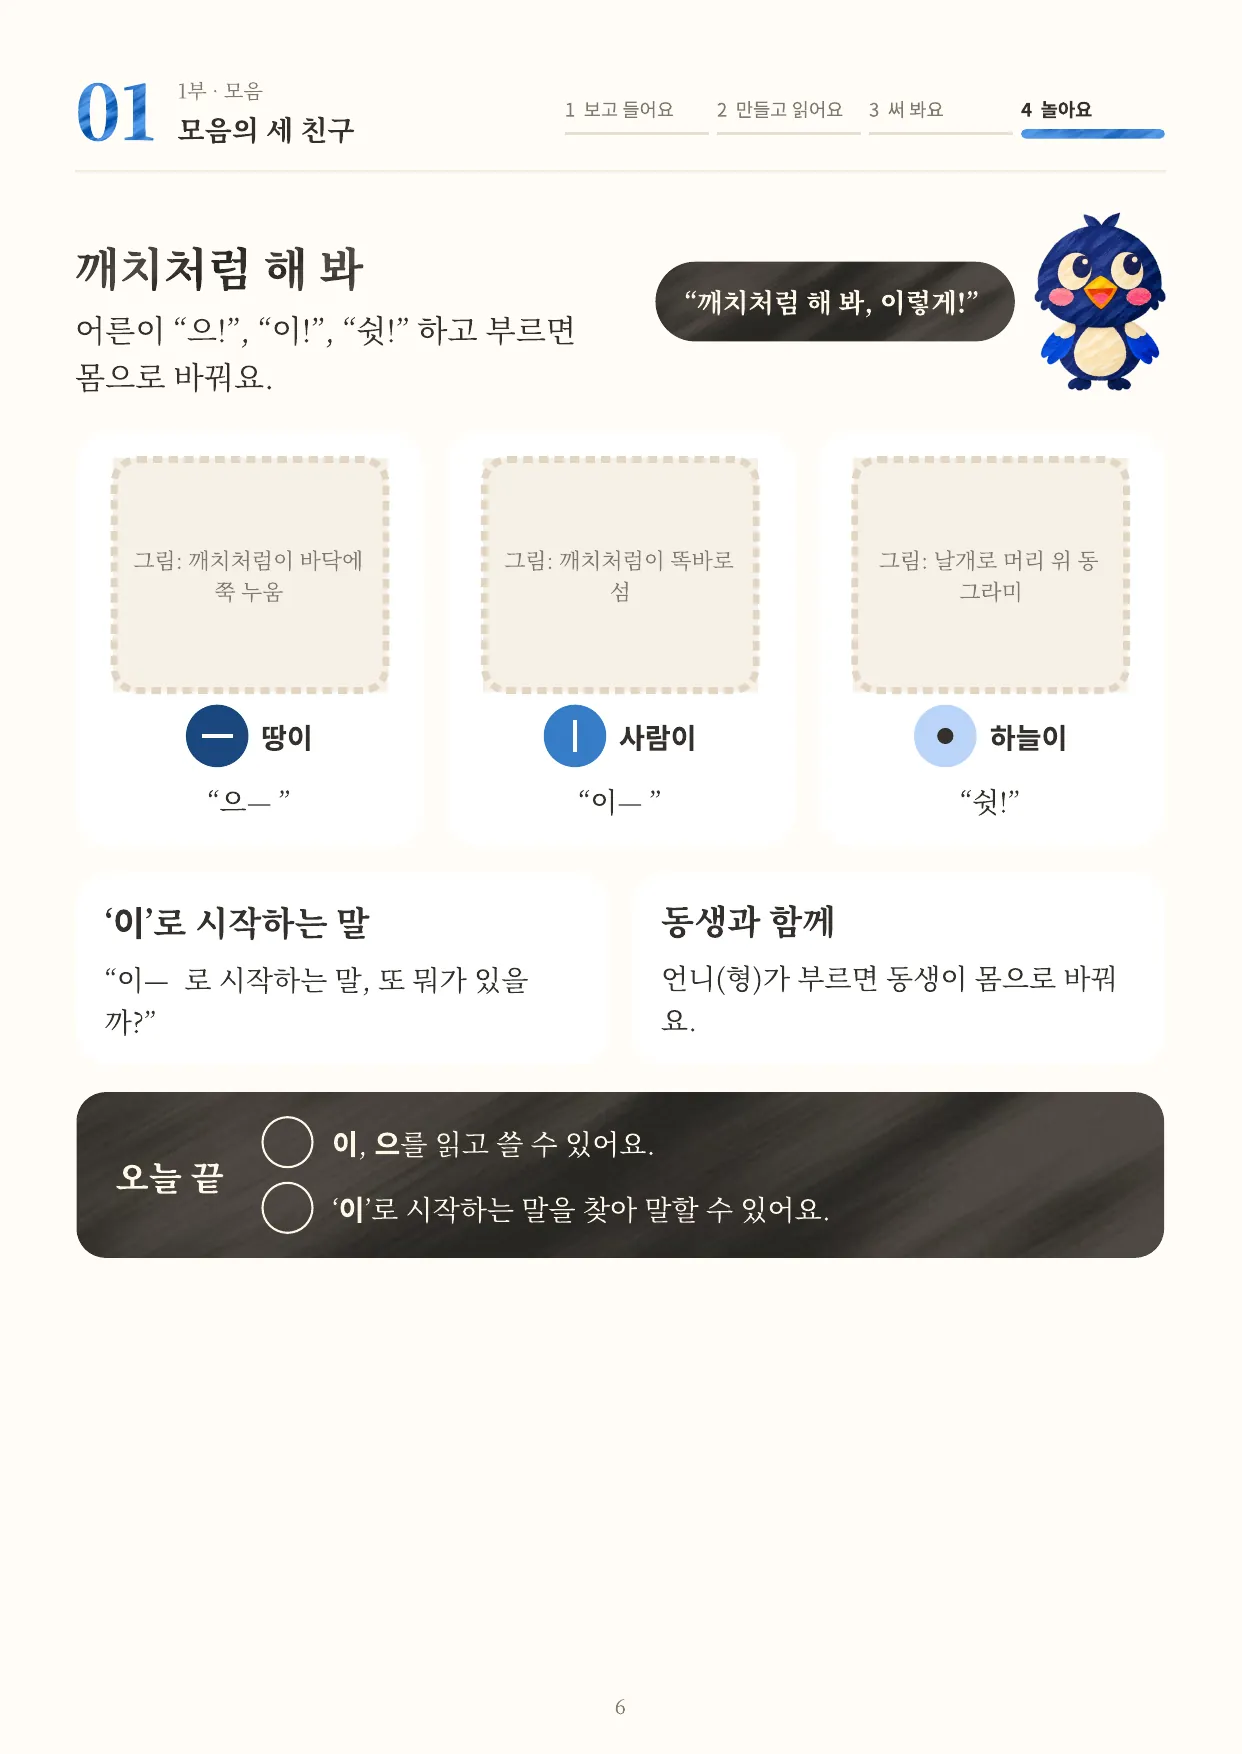 01
1부 · 모음
모음의 세 친구
1 보고 들어요
2 만들고 읽어요
3 써 봐요
4 놀아요
깨치처럼 해 봐
어른이 “으!”, “이!”, “쉿!” 하고 부르면
몸으로 바꿔요.
“깨치처럼 해 봐, 이렇게!”
그림: 깨치처럼이 바닥에
쭉 누움
땅이
“으— ”
그림: 깨치처럼이 똑바로
섬
사람이
“이— ”
그림: 날개로 머리 위 동
그라미
하늘이
“쉿!”
‘이’로 시작하는 말
“이—  로 시작하는 말, 또 뭐가 있을
까?”
동생과 함께
언니(형)가 부르면 동생이 몸으로 바꿔
요.
오늘 끝
이, 으를 읽고 쓸 수 있어요.
‘이’로 시작하는 말을 찾아 말할 수 있어요.
6